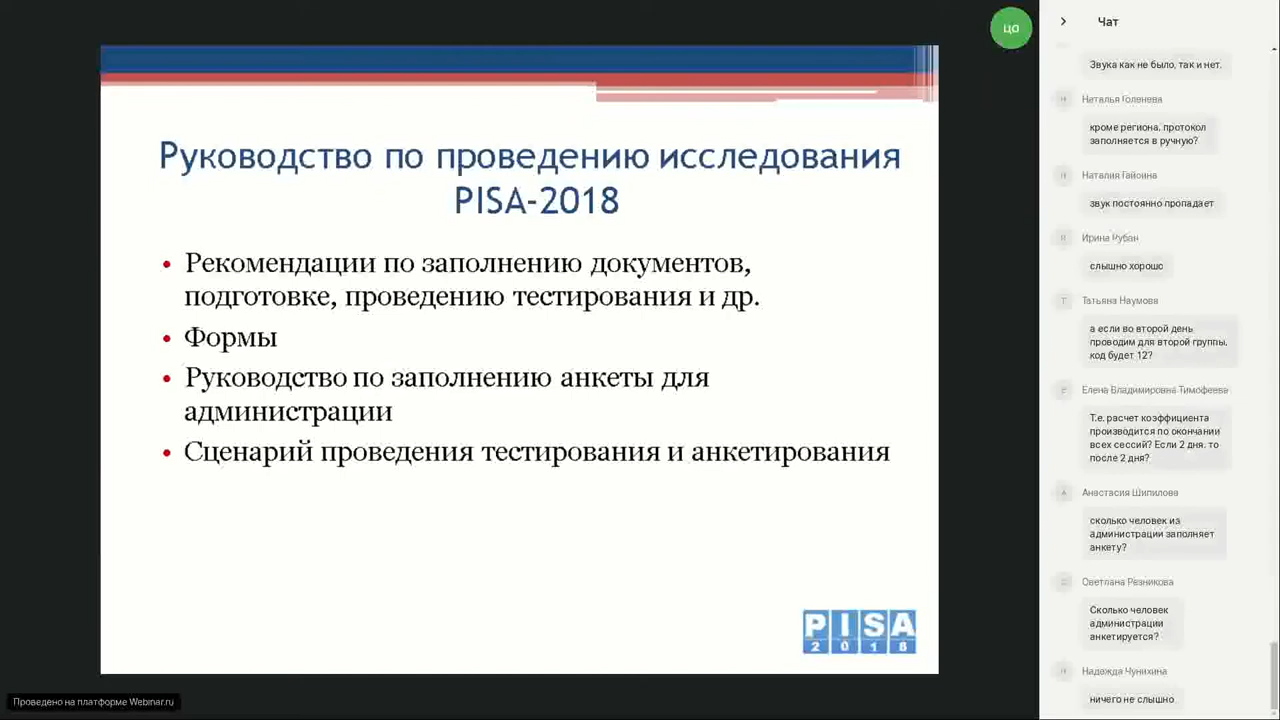 ЦО
Чат
Руководство по проведению исследования
PISA-2018
• Рекомендации по заполнению документов,
подготовке, проведению тестирования и др.
• Формы
• Руководство по заполнению анкеты для
администрации
• Сценарий проведения тестирования и анкетирования
PISA
2018
Проведено на платформе Webinar.ru
Звука как не было, так и нет.
Наталья Голенева
кроме региона, протокол
заполняется в ручную?
Наталия
звук постоянно пропадает
Ирина Рубан
слышно хорошо
Татьяна Наумова
а если во второй день
проводим для второй группы,
код будет 12?
Елена Владимировна Тимофеева
Т.е. расчет коэффициента
производится по окончании
всех сессий? Если 2 дня, то
после 2 дня?
Анастасия Шипилова
сколько человек из
администрации заполняет
анкету?
Светлана Резникова
Сколько человек
администрации
анкетируется?
Надежда Чунихина
ничего не слышно